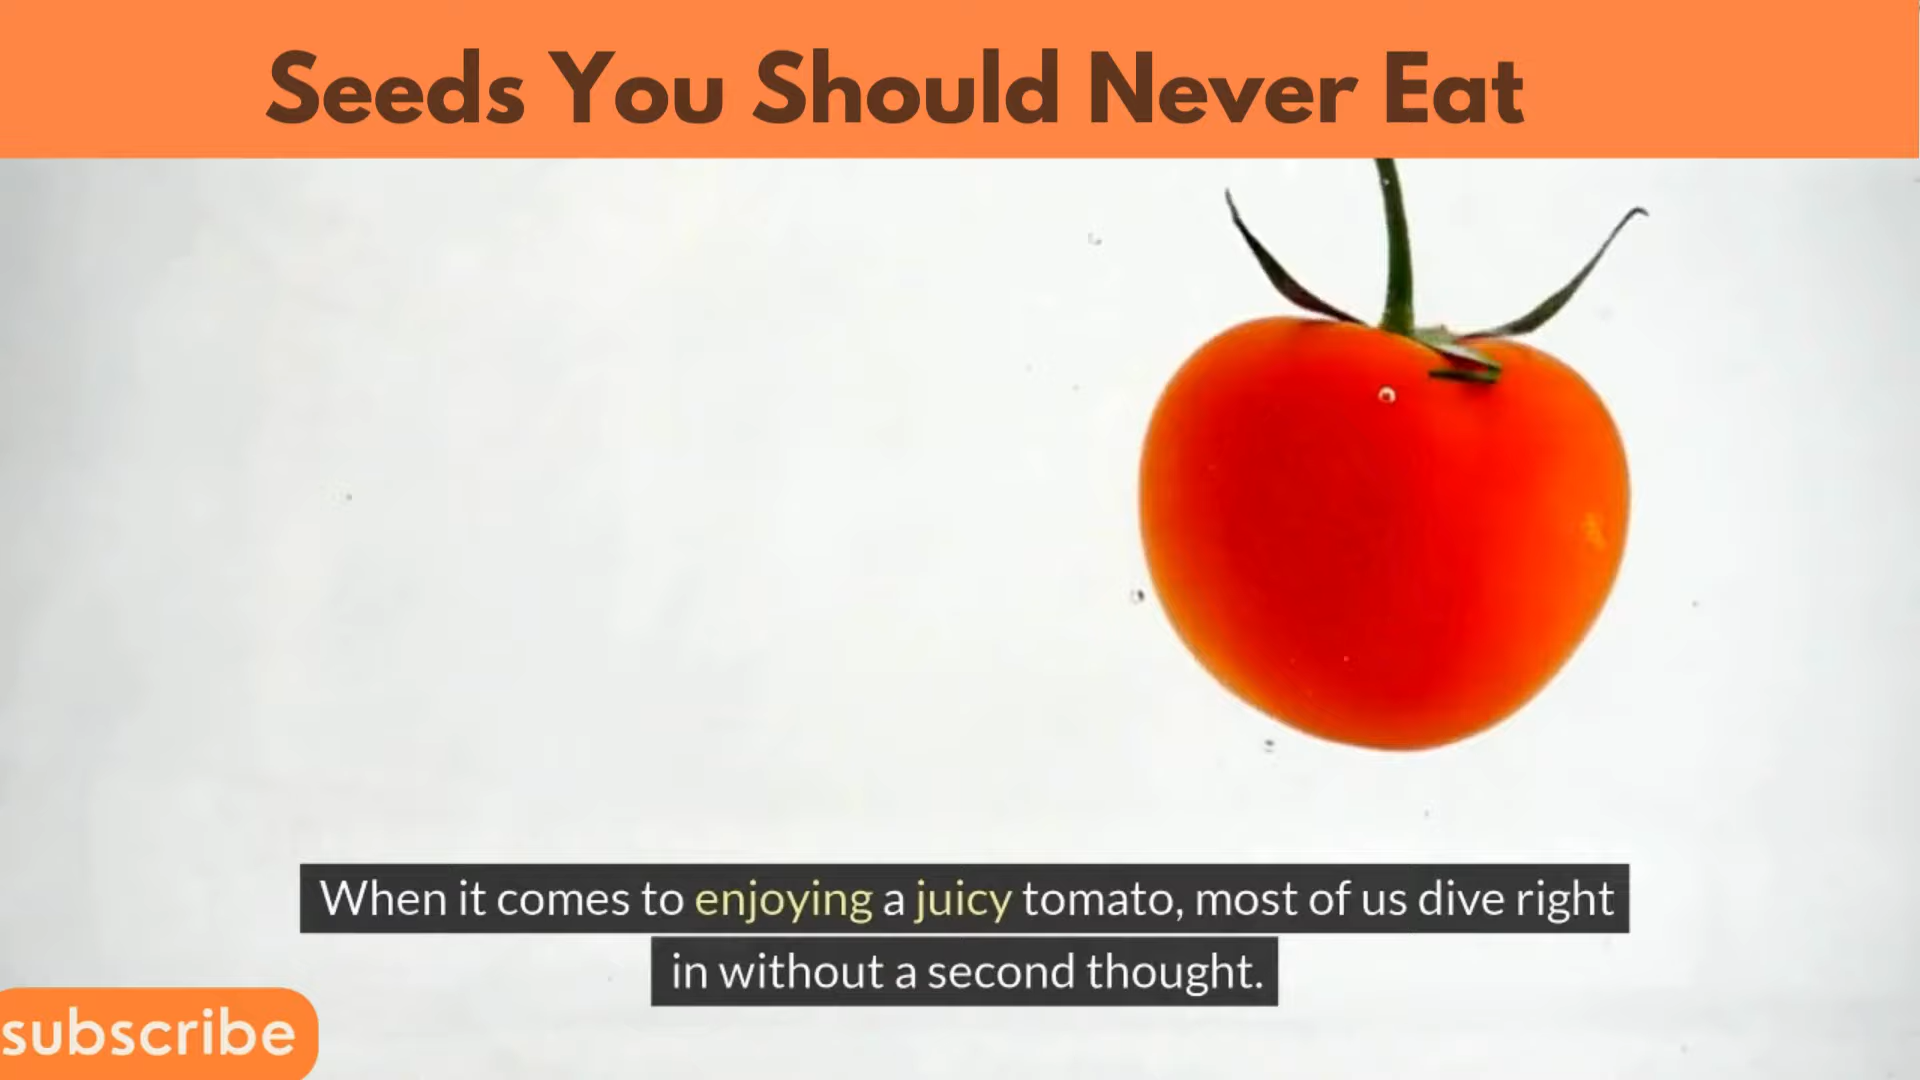 Seeds You Should Never Eat
When it comes to enjoying a juicy tomato, most of us dive right
in without a second thought.
subscribe